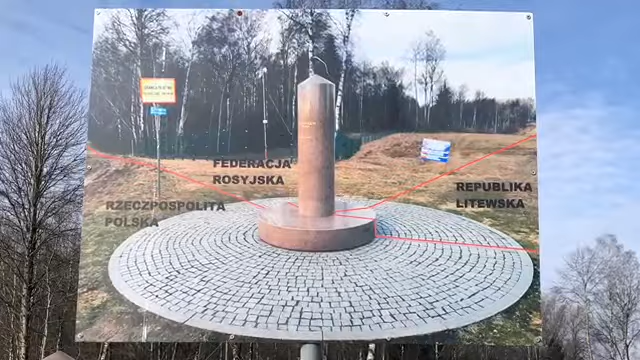 FEDERACJA
ROSYJSKA
REPUBLIKA
LITEWSKA
RZECZPOSPOLITA
POLSKA